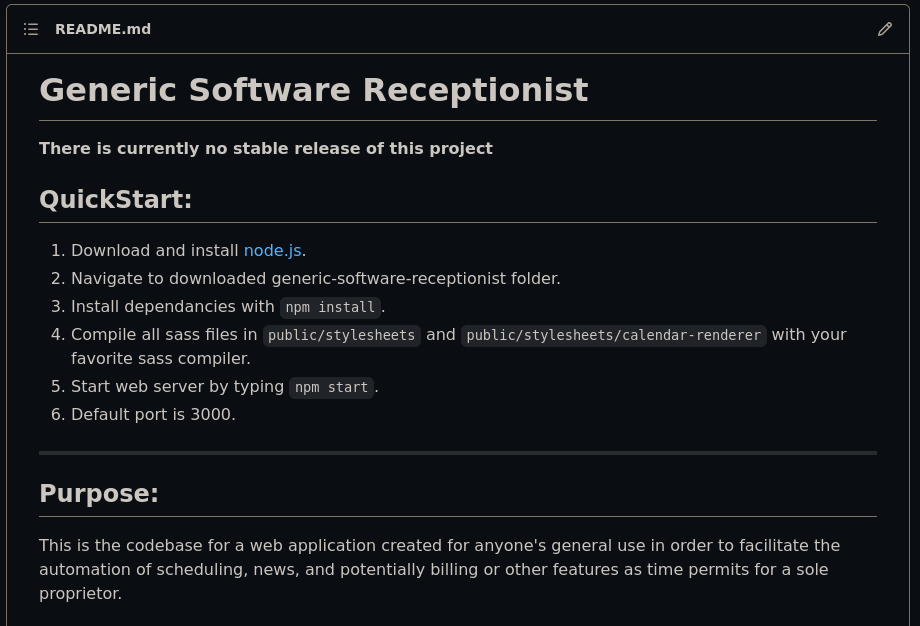 README.md
Generic Software Receptionist
There is currently no stable release of this project
QuickStart:
1. Download and install node.js.
2. Navigate to downloaded generic-software-receptionist folder.
3. Install dependancies with npm install.
4. Compile all sass files in public/stylesheets and public/stylesheets/calendar-renderer with your
favorite sass compiler.
5. Start web server by typing npm start.
6. Default port is 3000.
Purpose:
This is the codebase for a web application created for anyone's general use in order to facilitate the
automation of scheduling, news, and potentially billing or other features as time permits for a sole
proprietor.